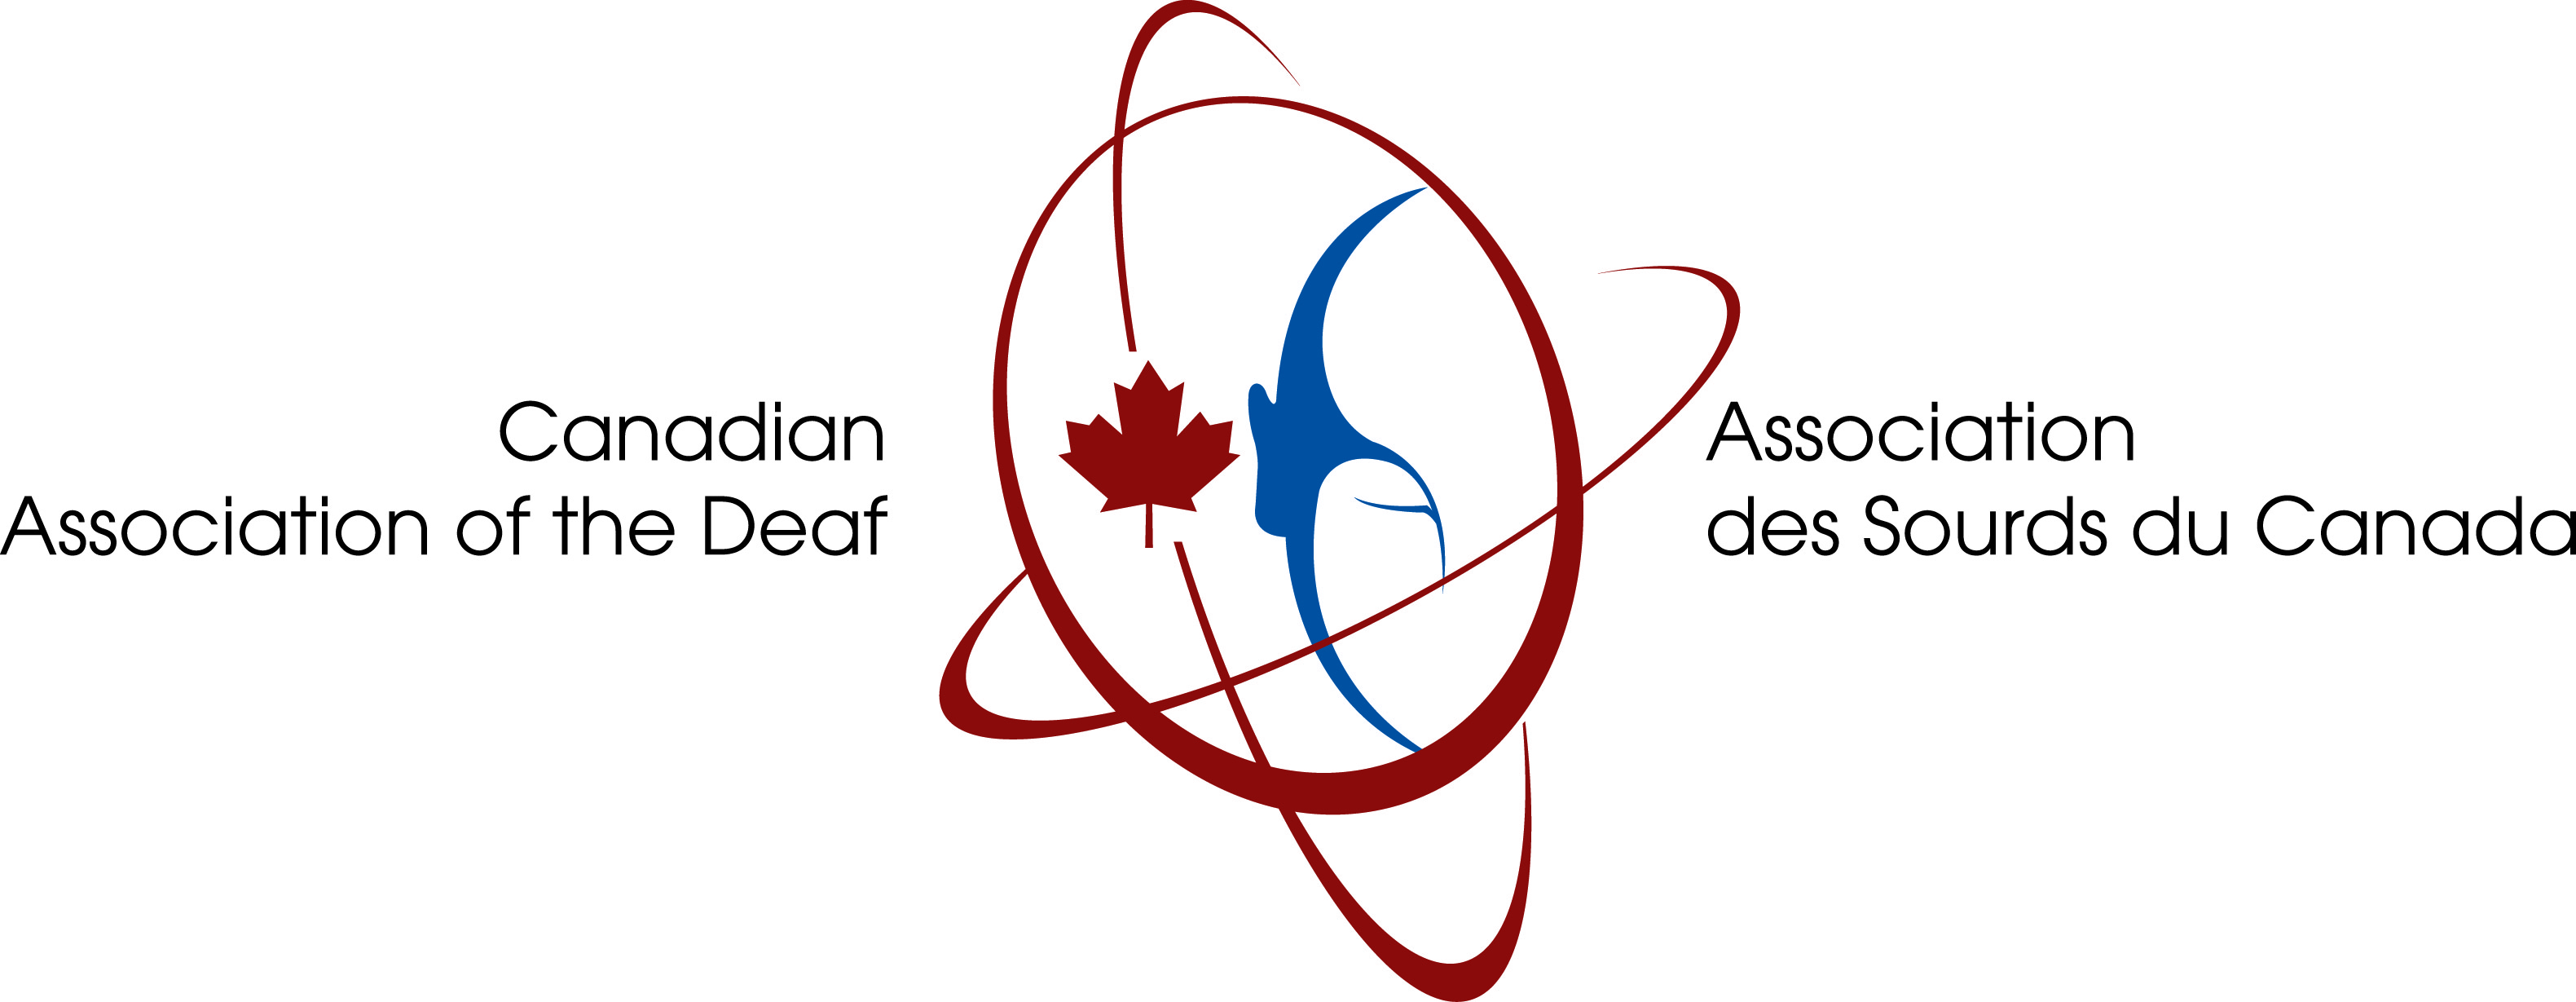 Canadian
Association of the Deaf
Association
des Sourds du Canada